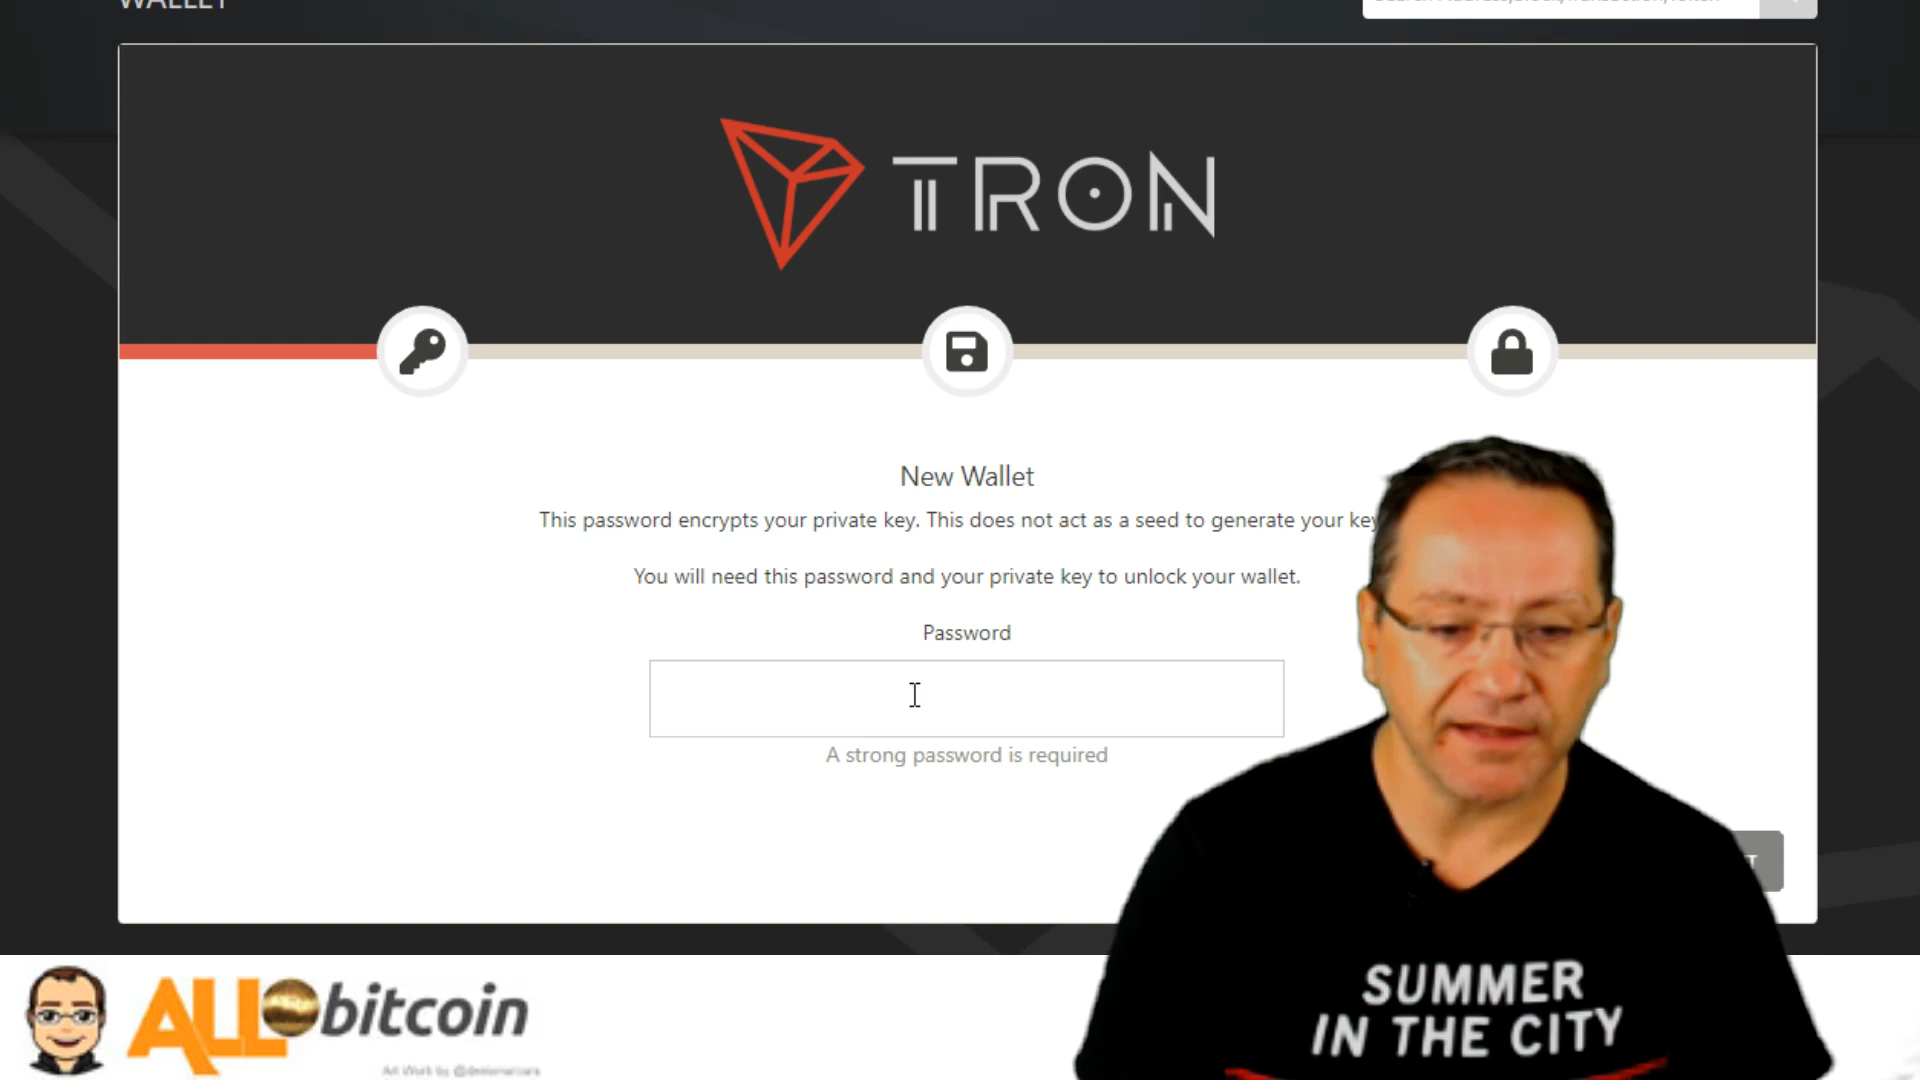 WALLET
TRON
New Wallet
This password encrypts your private key. This does not act as a seed to generate your key
You will need this password and your private key to unlock your wallet.
Password
A strong password is required
ALLObitcoin
SUMMER
IN THE CITY